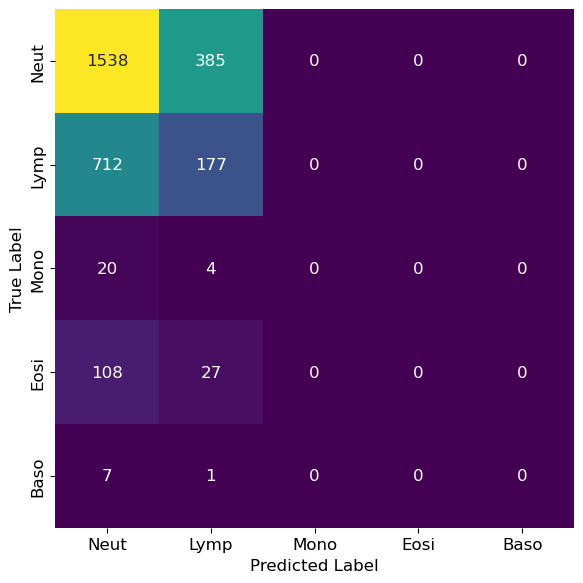 Neut 1538 385 0 0 0
Lymp 712 177 0 0 0
Mono 20 4 0 0 0
Eosi 108 27 0 0 0
Baso 7 1 0 0 0
True Label
Neut Lymp Mono Eosi Baso
Predicted Label